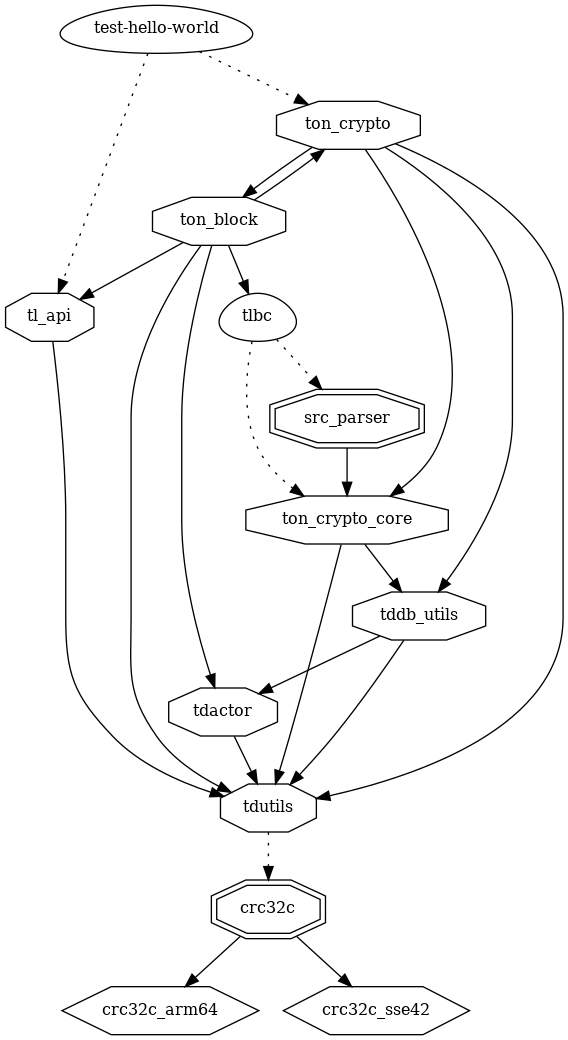 test-hello-world
ton_crypto
ton_block
tl_api
tlbc
src_parser
ton_crypto_core
tddb_utils
tdactor
tdutils
crc32c
crc32c_arm64
crc32c_sse42